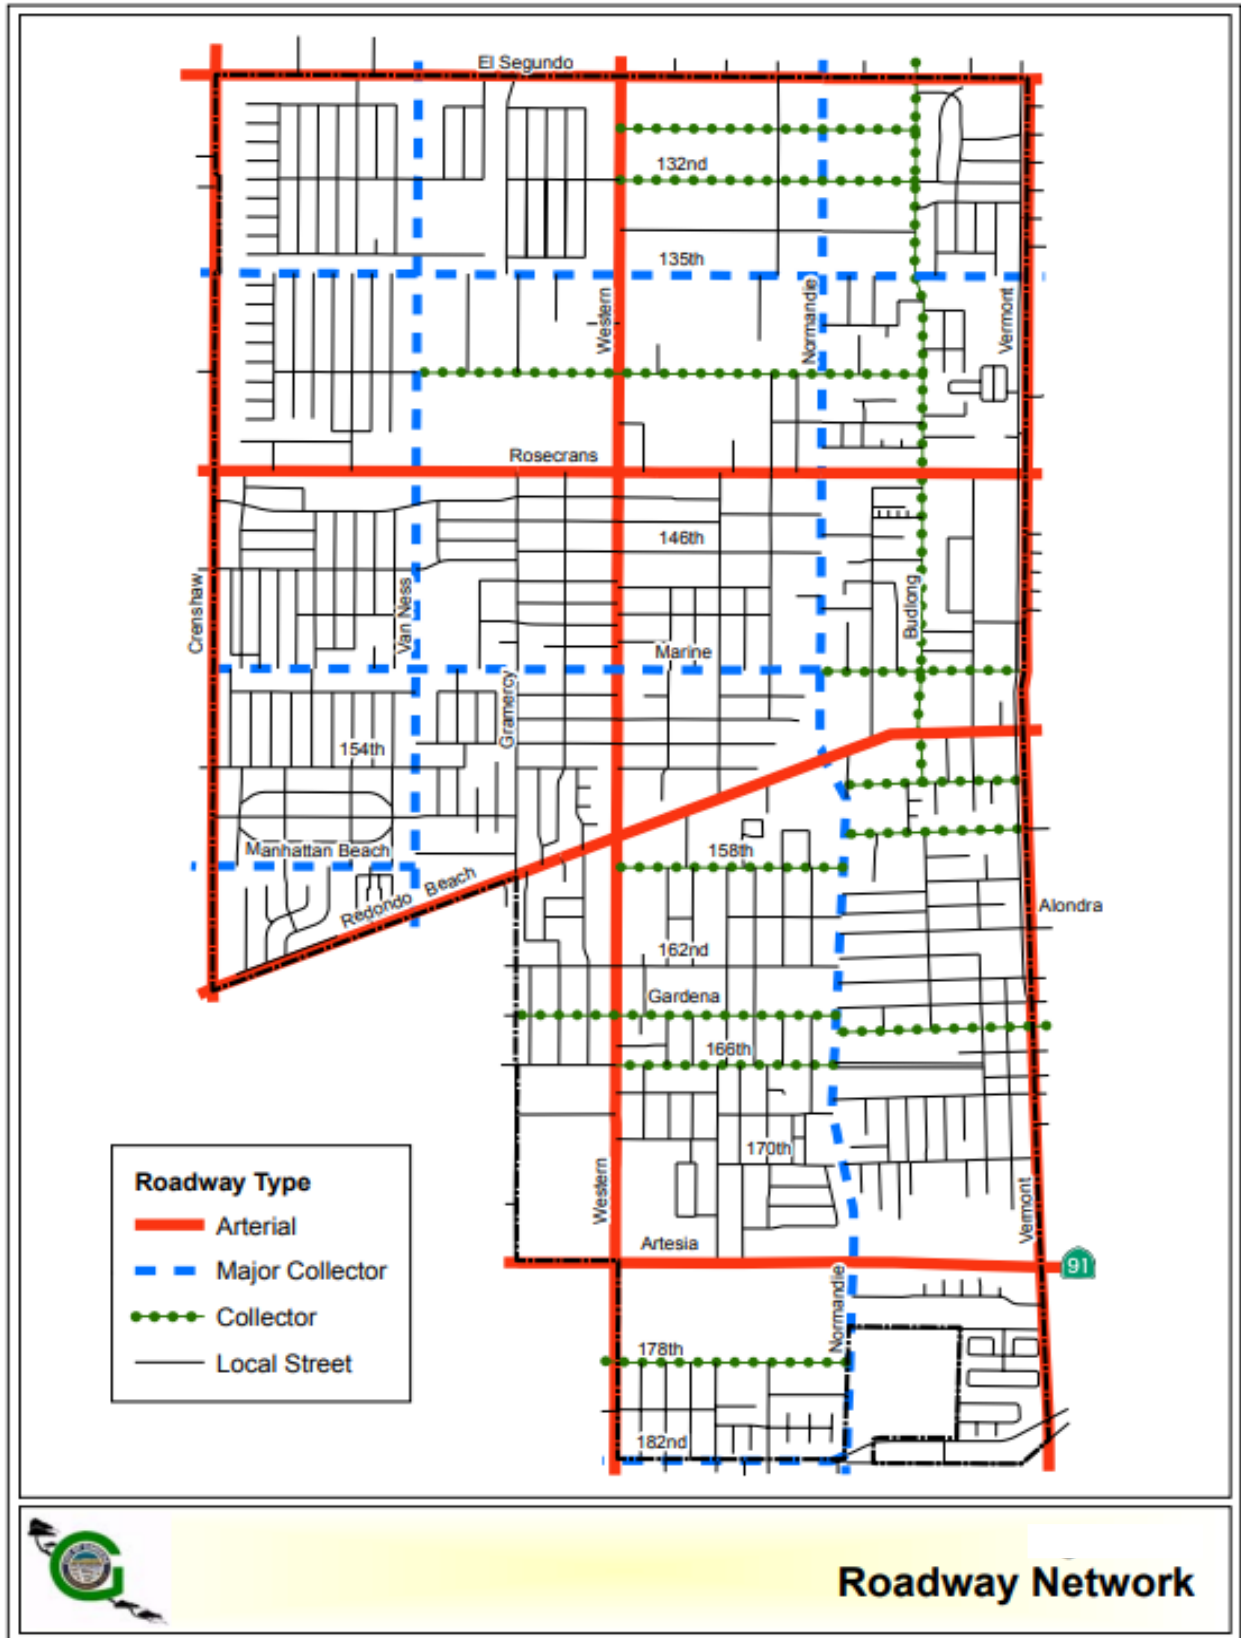 El Segundo
132nd
135th
Western
Normandie
Vermont
Rosecrans
146th
Crenshaw
Van Ness
Budlong
Marine
Gramercy
154th
Manhattan Beach
158th
Redondo Beach
Alondra
162nd
Gardena
166th
170th
Western
Vermont
Artesia
91
Normandie
178th
182nd
Roadway Type
Arterial
Major Collector
Collector
Local Street
G
Roadway Network